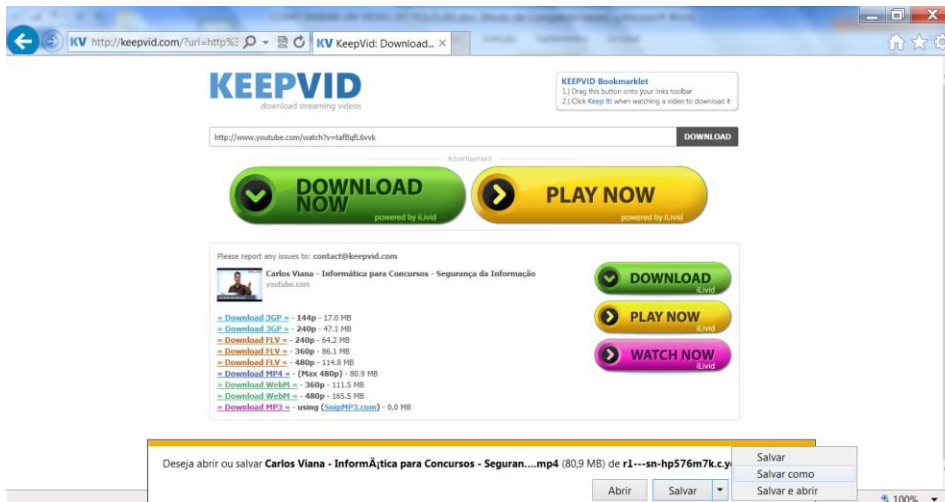 KV http://keepvid.com/?url=http%3
KV KeepVid: Download...
KEEPVID
download streaming videos
KEEPVID Bookmarklet
1.) Drag this button onto your links toolbar
2.) Click Keep It! when watching a video to download it
http://www.youtube.com/watch?v=tafBqfL6vvk
DOWNLOAD
Advertisement
DOWNLOAD NOW
powered by iLivid
PLAY NOW
powered by iLivid
Please report any issues to: contact@keepvid.com
Carlos Viana - Informática para Concursos - Segurança da Informação
youtube.com
» Download 3GP « - 144p - 17.0 MB
» Download 3GP « - 240p - 47.1 MB
» Download FLV « - 240p - 64.2 MB
» Download FLV « - 360p - 86.1 MB
» Download FLV « - 480p - 114.8 MB
» Download MP4 « - (Max 480p) - 80.9 MB
» Download WebM « - 360p - 111.5 MB
» Download WebM « - 480p - 165.5 MB
» Download MP3 « - using (SnipMP3.com) - 0.0 MB
DOWNLOAD
iLivid
PLAY NOW
iLivid
WATCH NOW
iLivid
Deseja abrir ou salvar Carlos Viana - InformÃ¡tica para Concursos - Seguran....mp4 (80,9 MB) de r1---sn-hp576m7k.c.y
Abrir
Salvar
Salvar
Salvar como
Salvar e abrir
100%